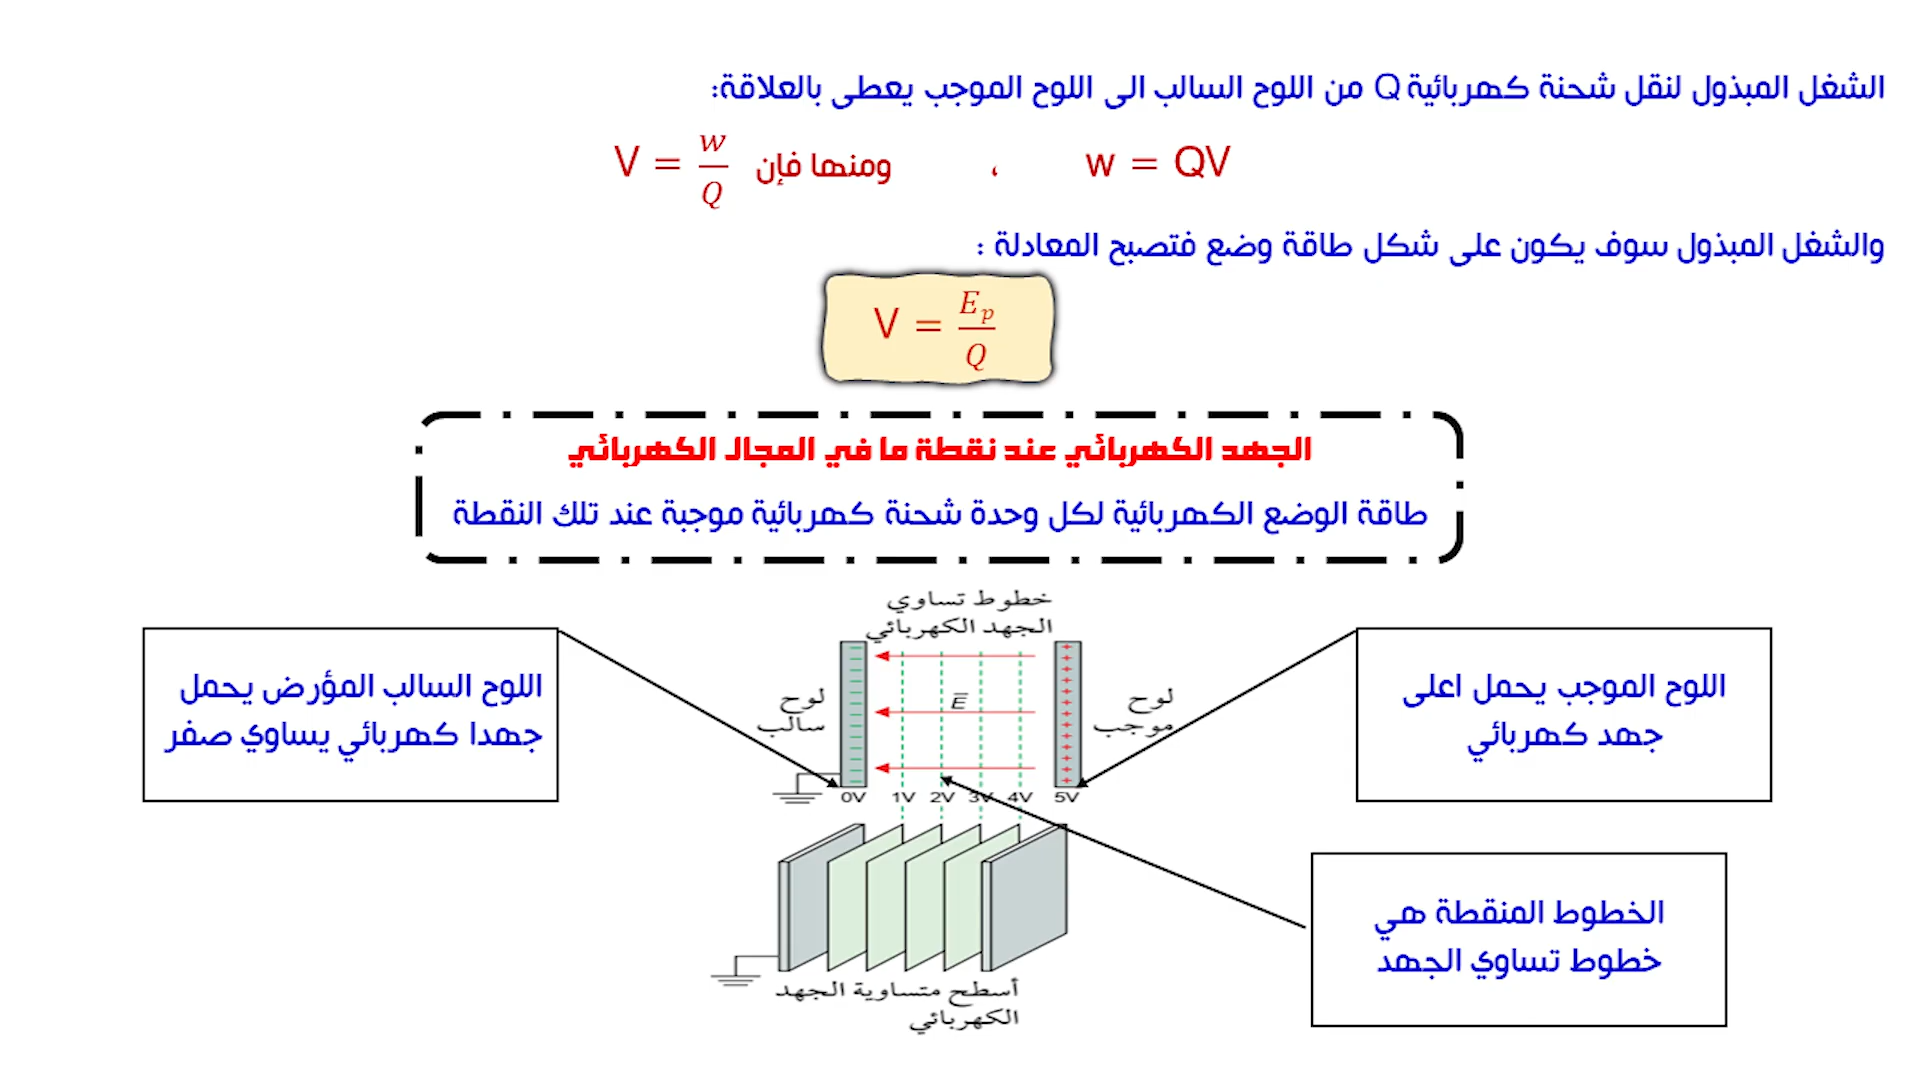 الشغل المبذول لنقل شحنة كهربائية Q من اللوح السالب الى اللوح الموجب يعطى بالعلاقة:
w = QV ، ومنها فإن V = w/Q
والشغل المبذول سوف يكون على شكل طاقة وضع فتصبح المعادلة :
V = E_p/Q
الجهد الكهربائي عند نقطة ما في المجال الكهربائي
طاقة الوضع الكهربائية لكل وحدة شحنة كهربائية موجبة عند تلك النقطة
خطوط تساوي
الجهد الكهربائي
اللوح الموجب يحمل اعلى
جهد كهربائي
لوح
موجب
E
لوح
سالب
اللوح السالب المؤرض يحمل
جهدا كهربائي يساوي صفر
0V 1V 2V 3V 4V 5V
الخطوط المنقطة هي
خطوط تساوي الجهد
أسطح متساوية الجهد
الكهربائي